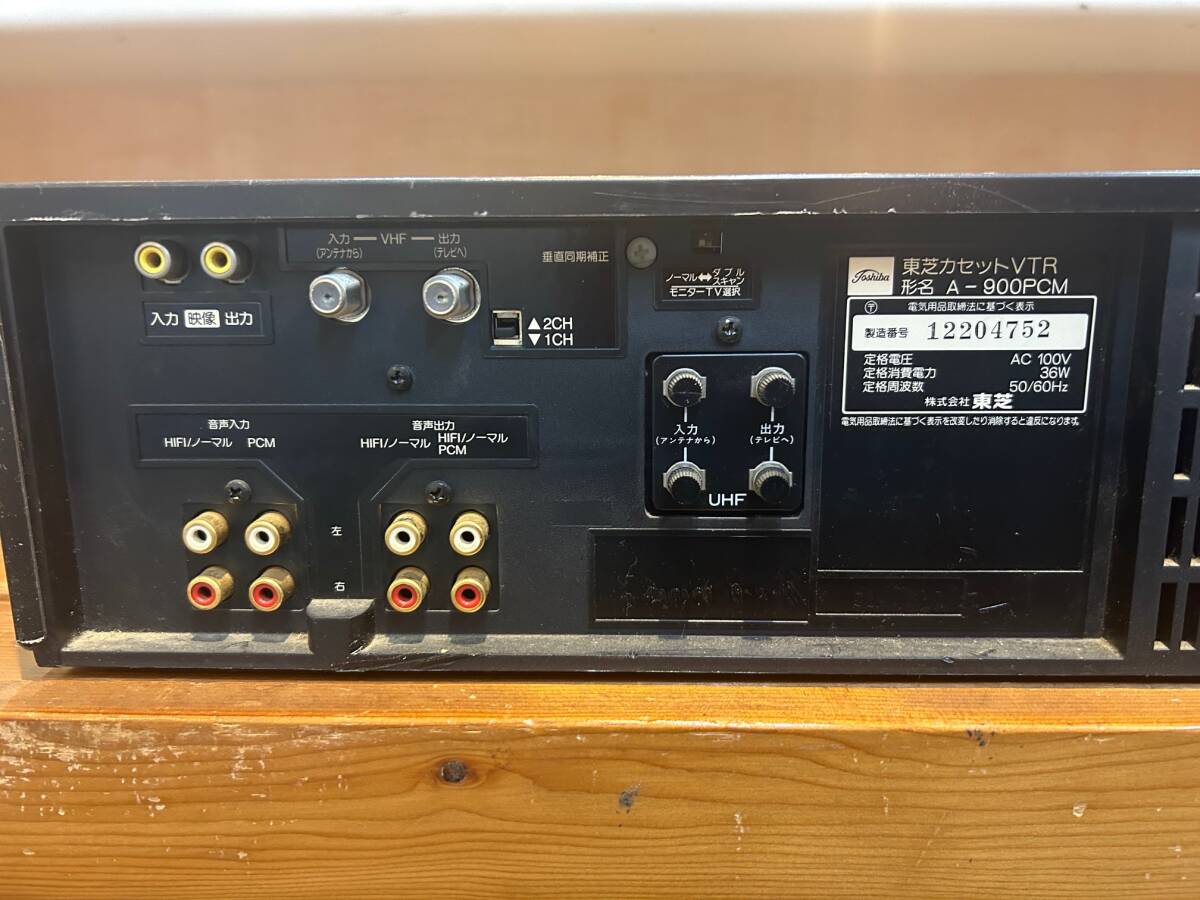 入力 VHF 出力
(アンテナから) (テレビへ)
垂直同期補正
入力 映像 出力
▲2CH
▼1CH
ノーマル⇔ダブルスキャン
モニターTV選択
音声入力
HIFI/ノーマル PCM
音声出力
HIFI/ノーマル HIFI/ノーマル
PCM
左
右
入力 出力
(アンテナから) (テレビへ)
UHF
Toshiba
東芝カセットVTR
形名 A-900PCM
〒 電気用品取締法に基づく表示
製造番号 12204752
定格電圧 AC 100V
定格消費電力 36W
定格周波数 50/60Hz
株式会社 東芝
電気用品取締法に基づく表示を改変したり消除すると違反になります。